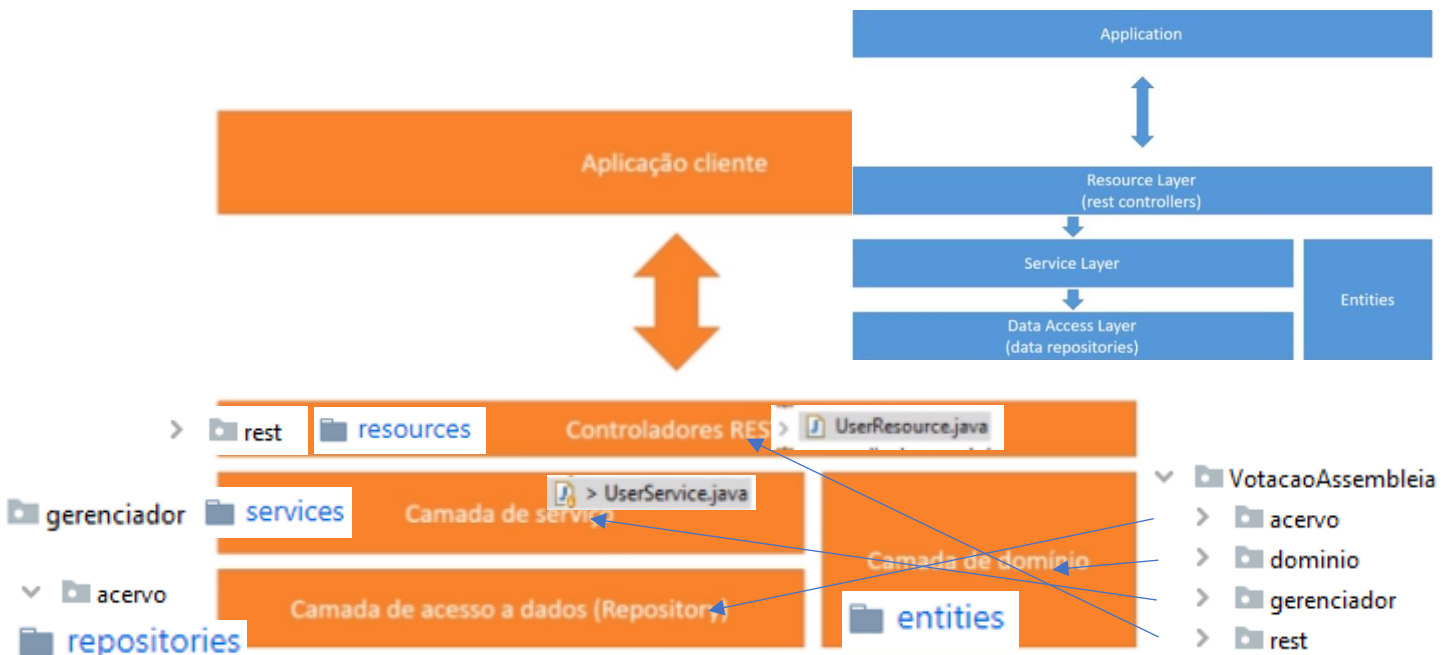 Application
Aplicação cliente
Resource Layer
(rest controllers)
Service Layer
Entities
Data Access Layer
(data repositories)
rest
resources
Controladores RES
UserResource.java
> UserService.java
VotacaoAssembleia
gerenciador
services
Camada de serviço
acervo
Camada de domínio
dominio
acervo
Camada de acesso a dados (Repository)
gerenciador
entities
repositories
rest